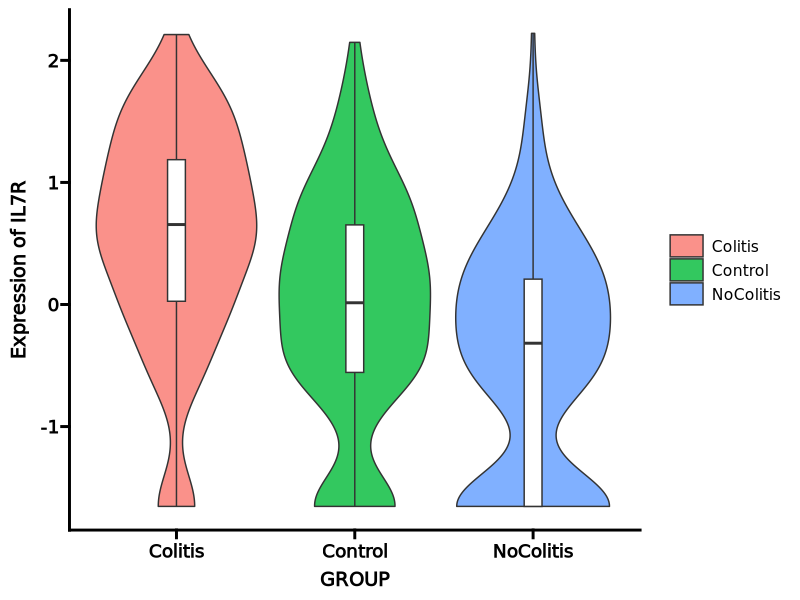 Expression of IL7R
2
1
0
-1
Colitis
Control
NoColitis
GROUP
Colitis
Control
NoColitis